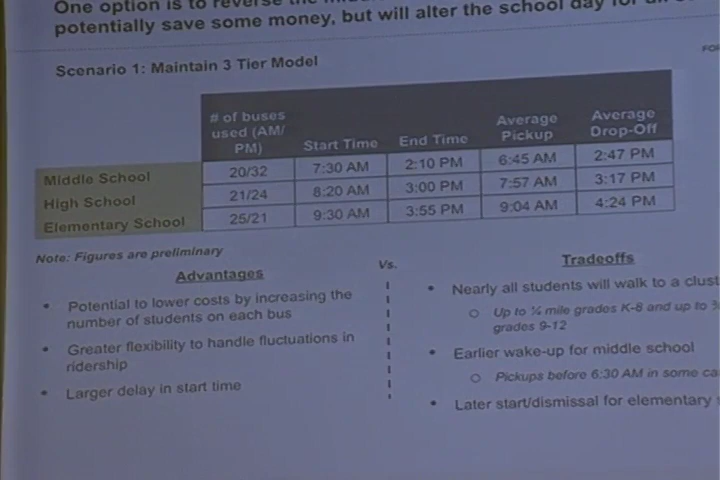 One option is to reverse the
potentially save some money, but will alter the school day for
Scenario 1: Maintain 3 Tier Model
# of buses used (AM/ PM) Start Time End Time Average Pickup Average Drop-Off
Middle School 20/32 7:30 AM 2:10 PM 6:45 AM 2:47 PM
High School 21/24 8:20 AM 3:00 PM 7:57 AM 3:17 PM
Elementary School 25/21 9:30 AM 3:55 PM 9:04 AM 4:24 PM
Note: Figures are preliminary
Advantages
Vs.
Tradeoffs
• Potential to lower costs by increasing the
number of students on each bus
• Greater flexibility to handle fluctuations in
ridership
• Larger delay in start time
• Nearly all students will walk to a clust
○ Up to ¼ mile grades K-8 and up to
grades 9-12
• Earlier wake-up for middle school
○ Pickups before 6:30 AM in some ca
• Later start/dismissal for elementary